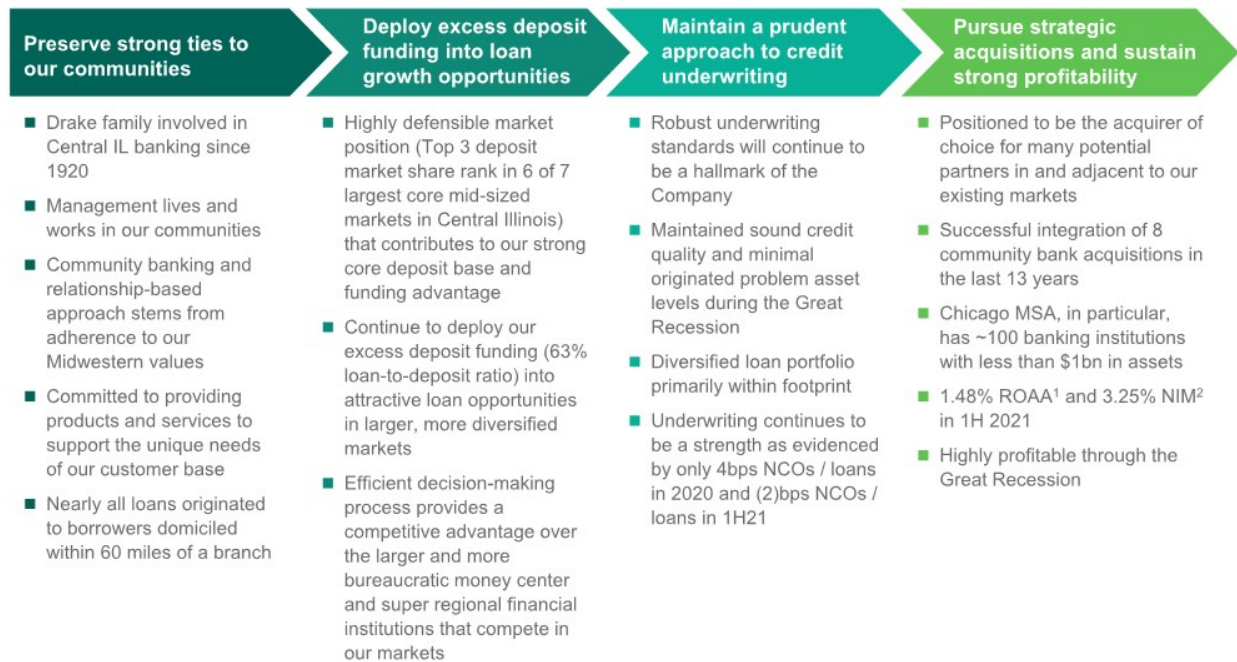 Preserve strong ties to
our communities
Drake family involved in
Central IL banking since
1920
Management lives and
works in our communities
Community banking and
relationship-based
approach stems from
adherence to our
Midwestern values
Committed to providing
products and services to
support the unique needs
of our customer base
Nearly all loans originated
to borrowers domiciled
within 60 miles of a branch
Deploy excess deposit
funding into loan
growth opportunities
Highly defensible market
position (Top 3 deposit
market share rank in 6 of 7
largest core mid-sized
markets in Central Illinois)
that contributes to our strong
core deposit base and
funding advantage
Continue to deploy our
excess deposit funding (63%
loan-to-deposit ratio) into
attractive loan opportunities
in larger, more diversified
markets
Efficient decision-making
process provides a
competitive advantage over
the larger and more
bureaucratic money center
and super regional financial
institutions that compete in
our markets
Maintain a prudent
approach to credit
underwriting
Robust underwriting
standards will continue to
be a hallmark of the
Company
Maintained sound credit
quality and minimal
originated problem asset
levels during the Great
Recession
Diversified loan portfolio
primarily within footprint
Underwriting continues to
be a strength as evidenced
by only 4bps NCOs / loans
in 2020 and (2)bps NCOs /
loans in 1H21
Pursue strategic
acquisitions and sustain
strong profitability
Positioned to be the acquirer of
choice for many potential
partners in and adjacent to our
existing markets
Successful integration of 8
community bank acquisitions in
the last 13 years
Chicago MSA, in particular,
has ~100 banking institutions
with less than $1bn in assets
1.48% ROAA¹ and 3.25% NIM²
in 1H 2021
Highly profitable through the
Great Recession